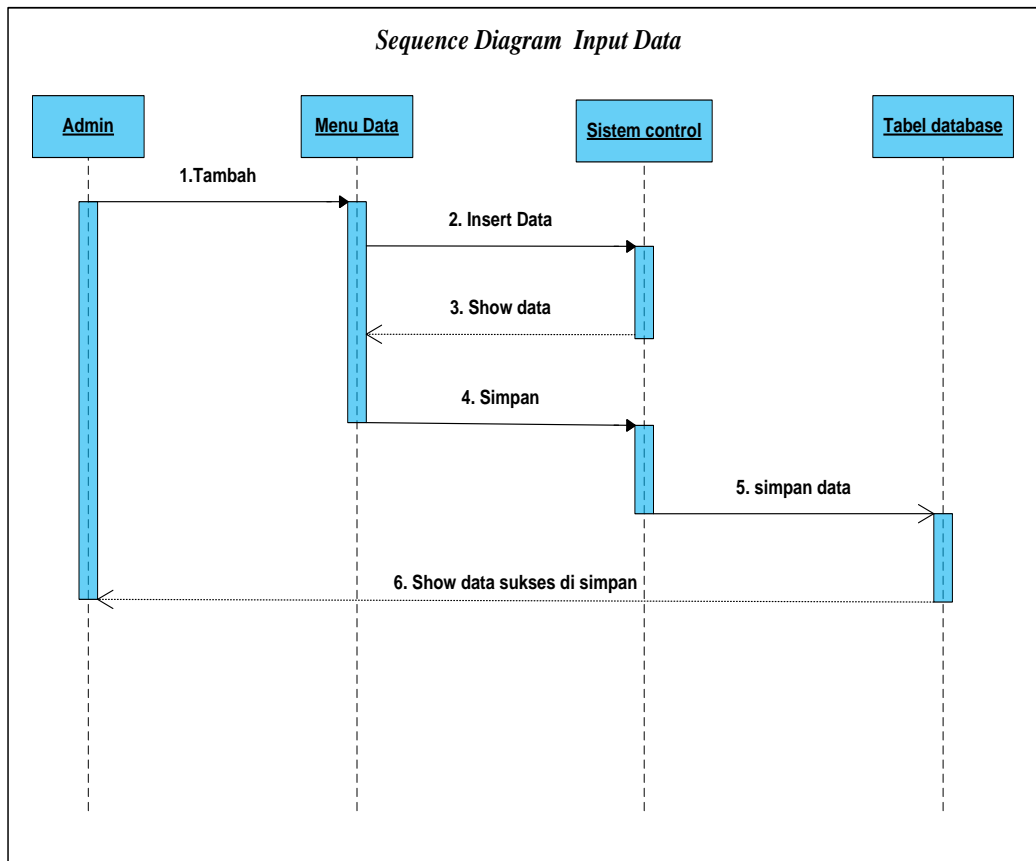 Sequence Diagram Input Data
Admin
Menu Data
Sistem control
Tabel database
1.Tambah
2. Insert Data
3. Show data
4. Simpan
5. simpan data
6. Show data sukses di simpan